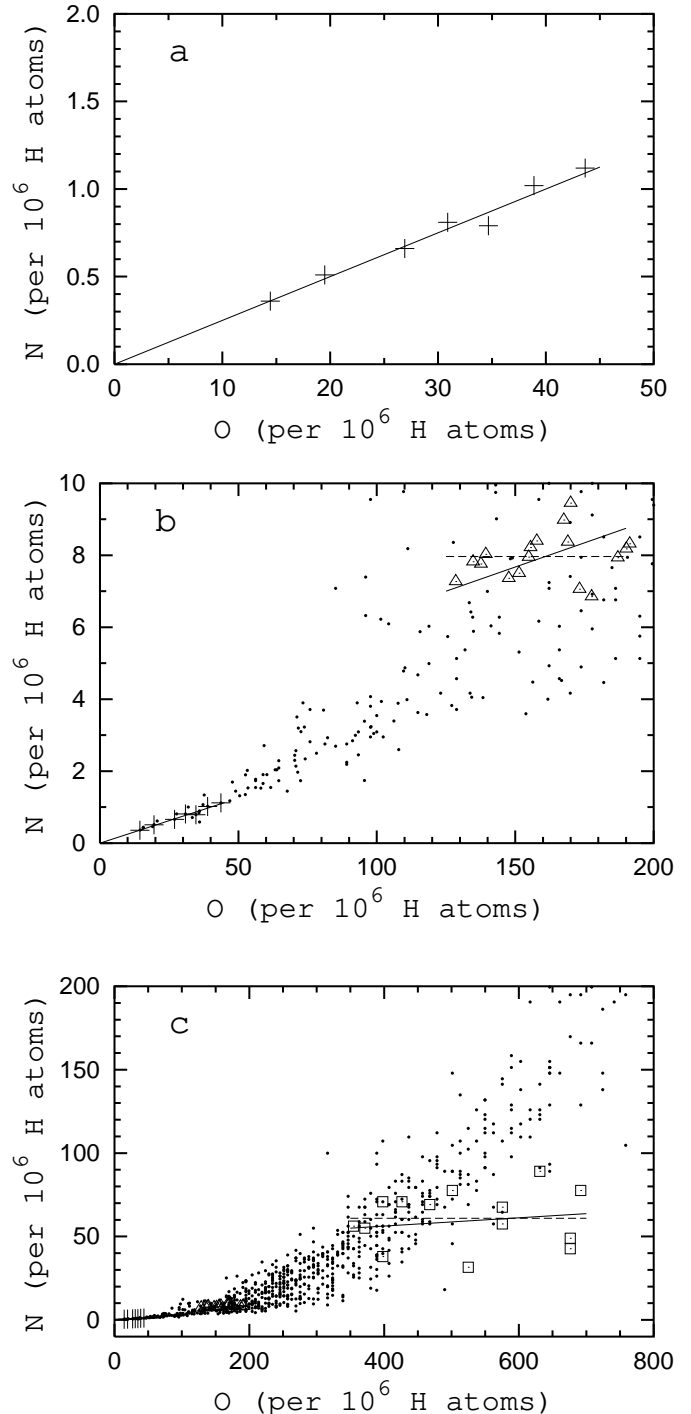 2.0
a
1.5
1.0
0.5
0.0
N (per 10^6 H atoms)
0 10 20 30 40 50
O (per 10^6 H atoms)
10
b
8
6
4
2
0
N (per 10^6 H atoms)
0 50 100 150 200
O (per 10^6 H atoms)
200
c
150
100
50
0
N (per 10^6 H atoms)
0 200 400 600 800
O (per 10^6 H atoms)